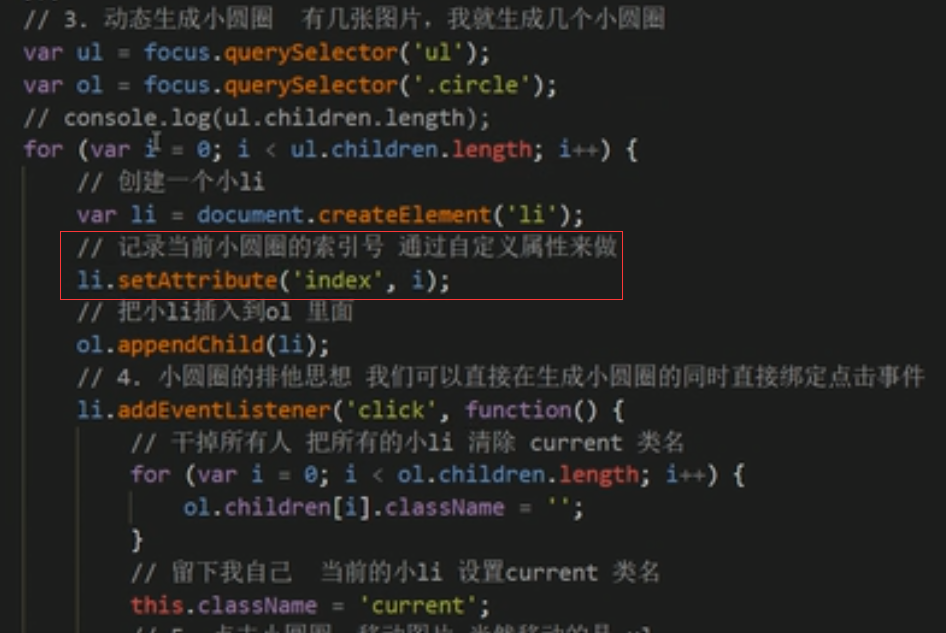 // 3. 动态生成小圆圈 有几张图片，我就生成几个小圆圈
var ul = focus.querySelector('ul');
var ol = focus.querySelector('.circle');
// console.log(ul.children.length);
for (var i = 0; i < ul.children.length; i++) {
// 创建一个小li
var li = document.createElement('li');
// 记录当前小圆圈的索引号 通过自定义属性来做
li.setAttribute('index', i);
// 把小li插入到ol 里面
ol.appendChild(li);
// 4. 小圆圈的排他思想 我们可以直接在生成小圆圈的同时直接绑定点击事件
li.addEventListener('click', function() {
// 干掉所有人 把所有的小li 清除 current 类名
for (var i = 0; i < ol.children.length; i++) {
ol.children[i].className = '';
}
// 留下我自己 当前的小li 设置current 类名
this.className = 'current';